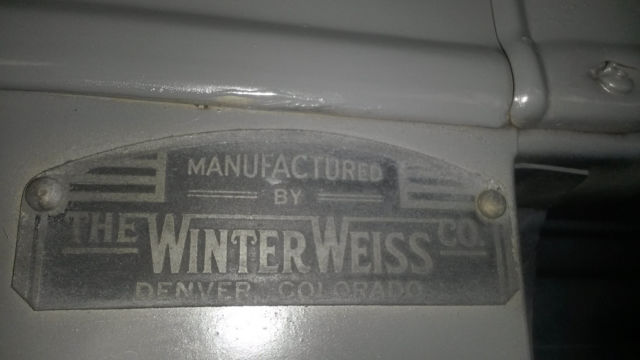 MANUFACTURED
BY
THE WINTER WEISS CO.
DENVER, COLORADO